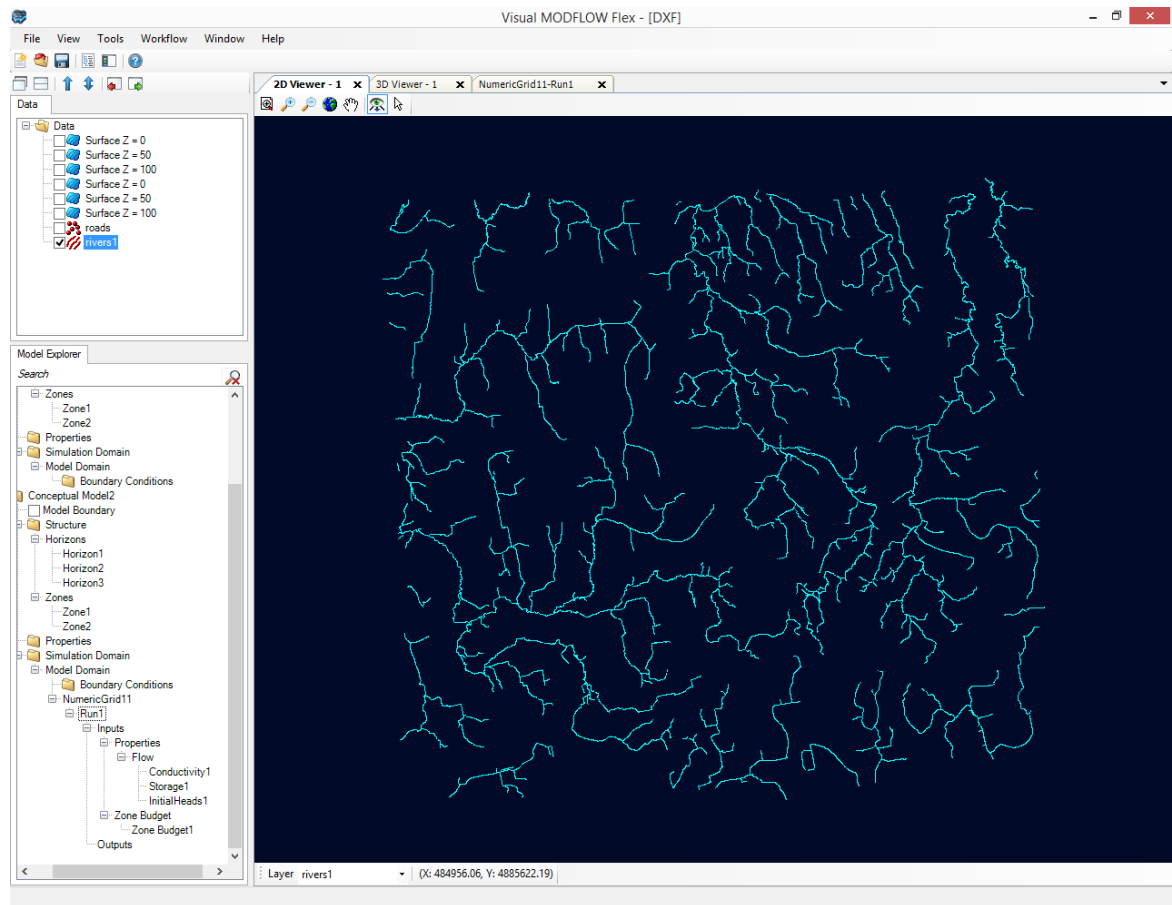 Visual MODFLOW Flex - [DXF]
File View Tools Workflow Window Help
Data
Data
Surface Z = 0
Surface Z = 50
Surface Z = 100
Surface Z = 0
Surface Z = 50
Surface Z = 100
roads
rivers1
Model Explorer
Search
Zones
Zone1
Zone2
Properties
Simulation Domain
Model Domain
Boundary Conditions
Conceptual Model2
Model Boundary
Structure
Horizons
Horizon1
Horizon2
Horizon3
Zones
Zone1
Zone2
Properties
Simulation Domain
Model Domain
Boundary Conditions
NumericGrid11
Run1
Inputs
Properties
Flow
Conductivity1
Storage1
InitialHeads1
Zone Budget
Zone Budget1
Outputs
2D Viewer - 1 3D Viewer - 1 NumericGrid11-Run1
Layer rivers1 (X: 484956.06, Y: 4885622.19)